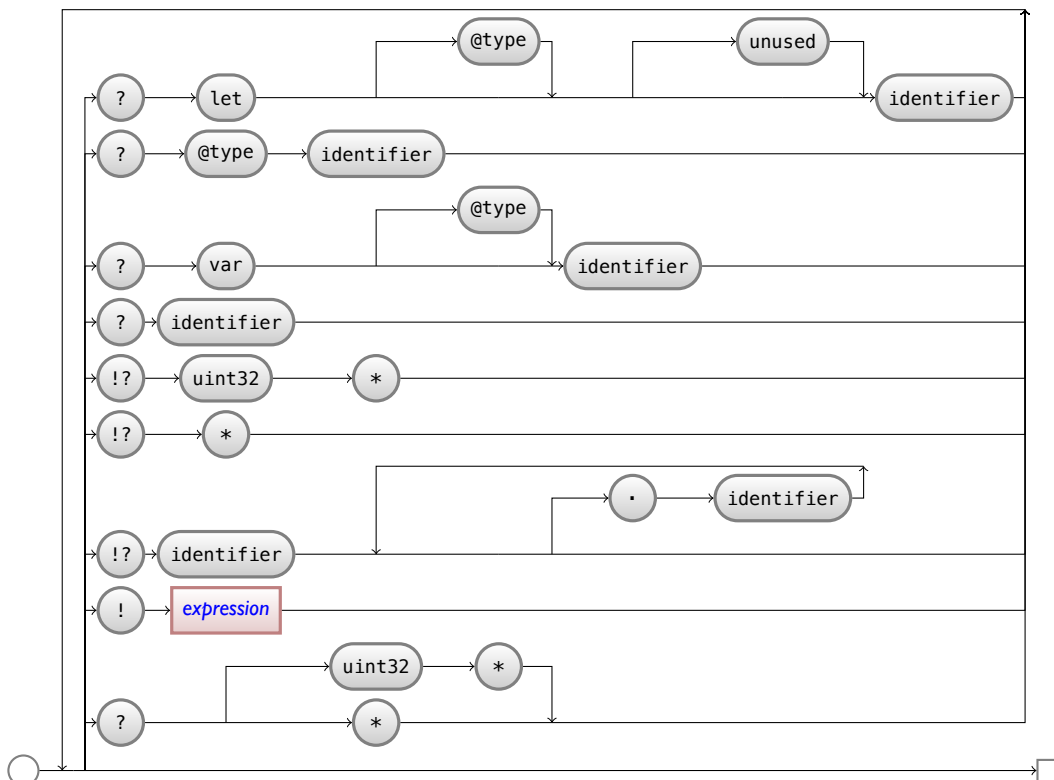 @type unused
? let identifier
? @type identifier
@type
? var identifier
? identifier
!? uint32 *
!? *
. identifier
!? identifier
! expression
uint32 *
? *